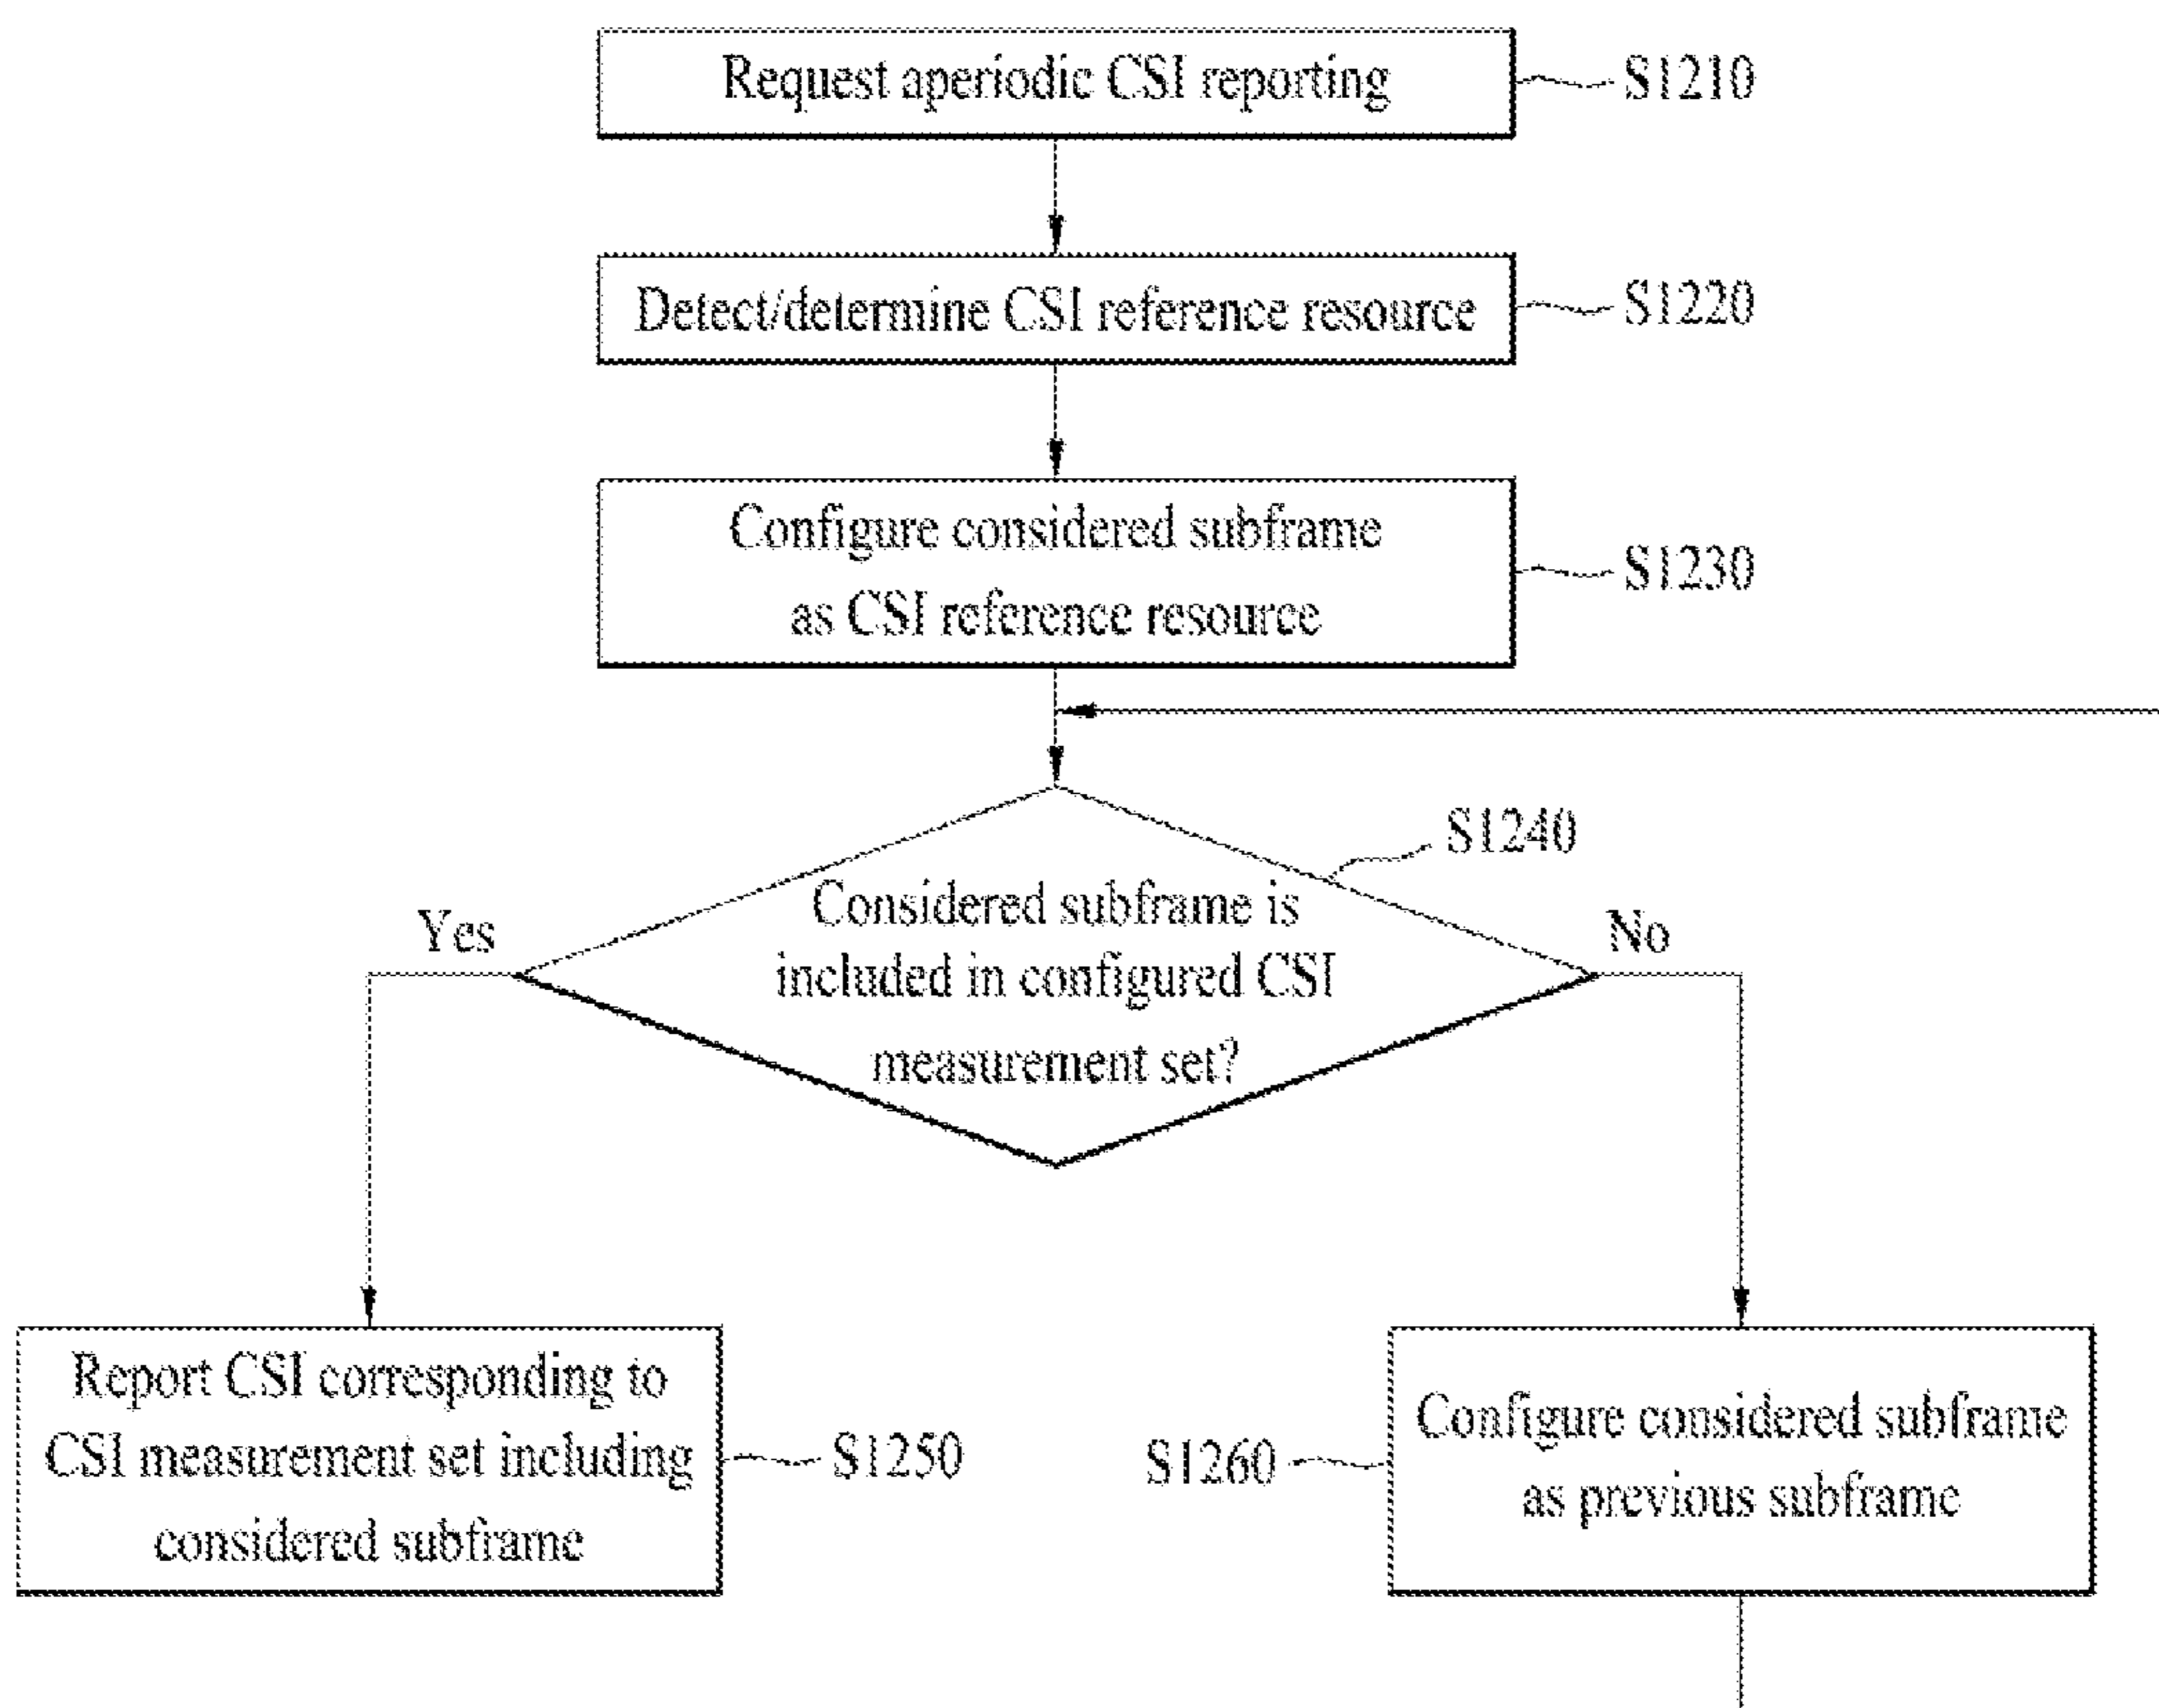 Request aperiodic CSI reporting
S1210
Detect/determine CSI reference resource
S1220
Configure considered subframe
as CSI reference resource
S1230
S1240
Considered subframe is
included in configured CSI
measurement set?
Yes
No
Report CSI corresponding to
CSI measurement set including
considered subframe
S1250
S1260
Configure considered subframe
as previous subframe